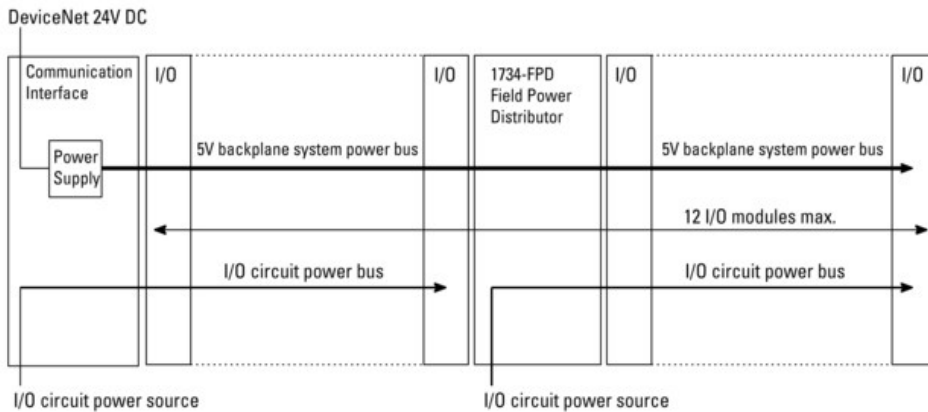 DeviceNet 24V DC
Communication
Interface
I/O
I/O
1734-FPD
Field Power
Distributor
I/O
I/O
Power
Supply
5V backplane system power bus
5V backplane system power bus
12 I/O modules max.
I/O circuit power bus
I/O circuit power bus
I/O circuit power source
I/O circuit power source